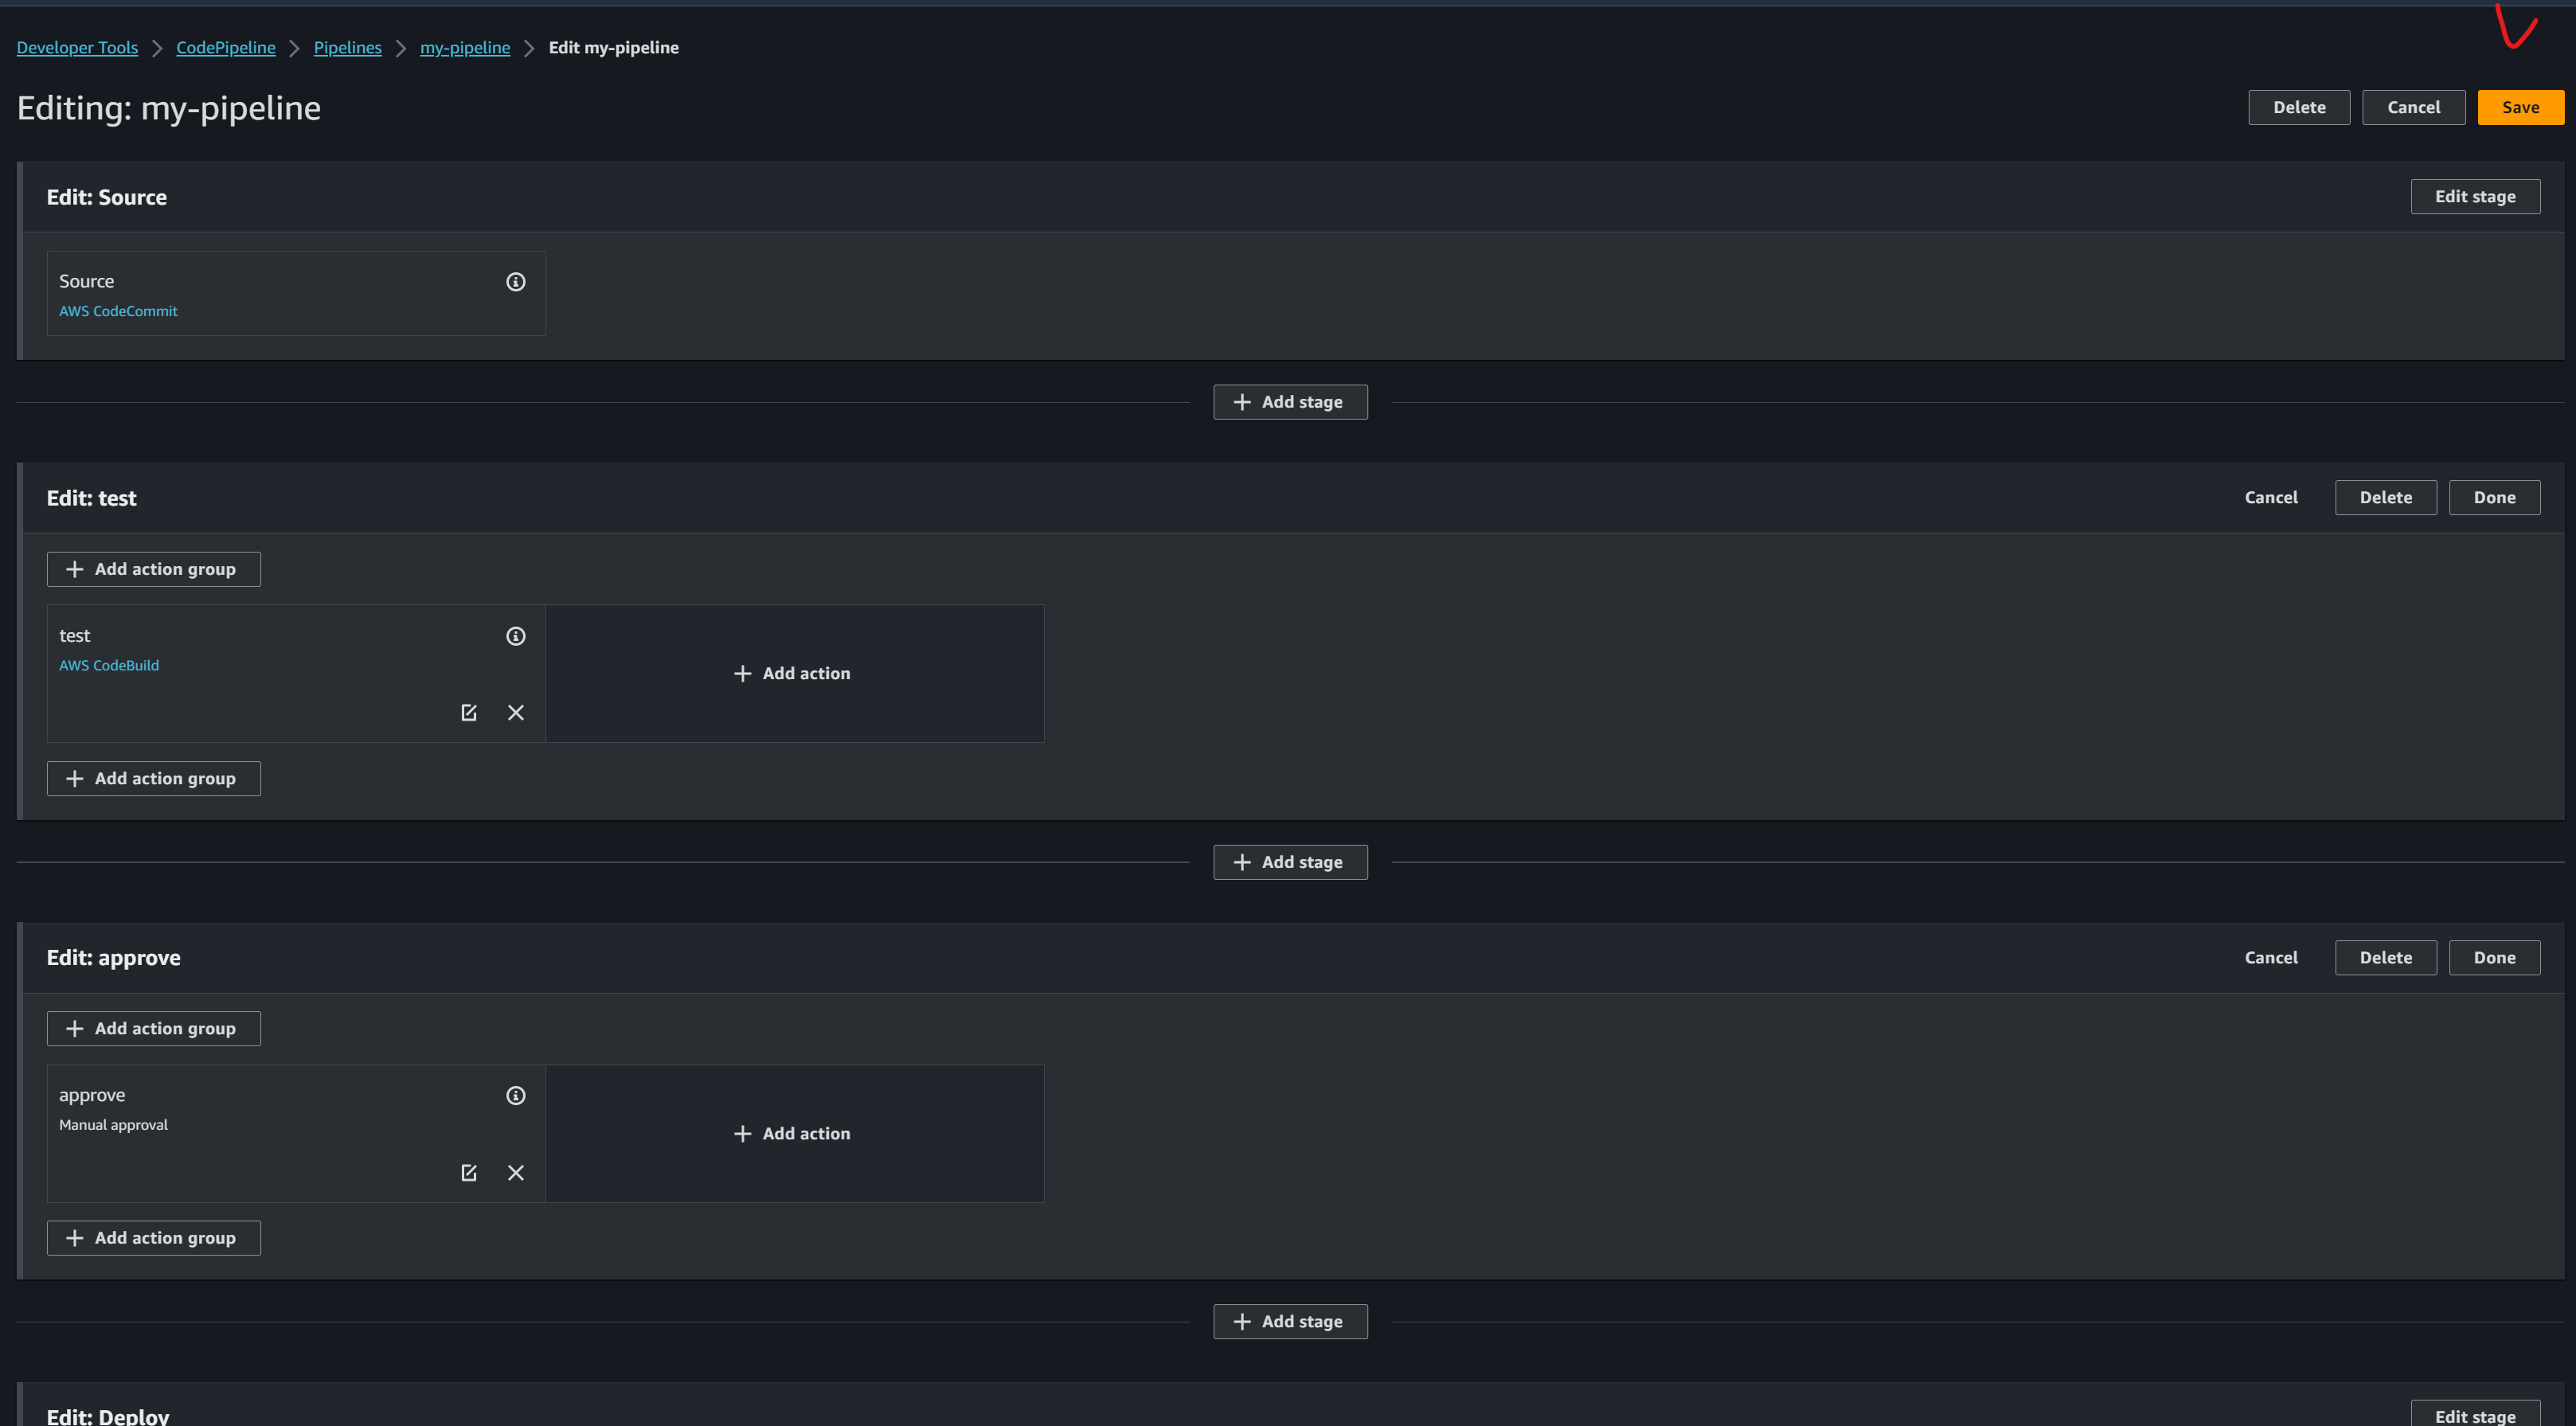 Developer Tools > CodePipeline > Pipelines > my-pipeline > Edit my-pipeline
Editing: my-pipeline
Delete Cancel Save
Edit: Source
Edit stage
Source
AWS CodeCommit
+ Add stage
Edit: test
Cancel Delete Done
+ Add action group
test
AWS CodeBuild
+ Add action
+ Add action group
+ Add stage
Edit: approve
Cancel Delete Done
+ Add action group
approve
Manual approval
+ Add action
+ Add action group
+ Add stage
Edit: Deploy
Edit stage